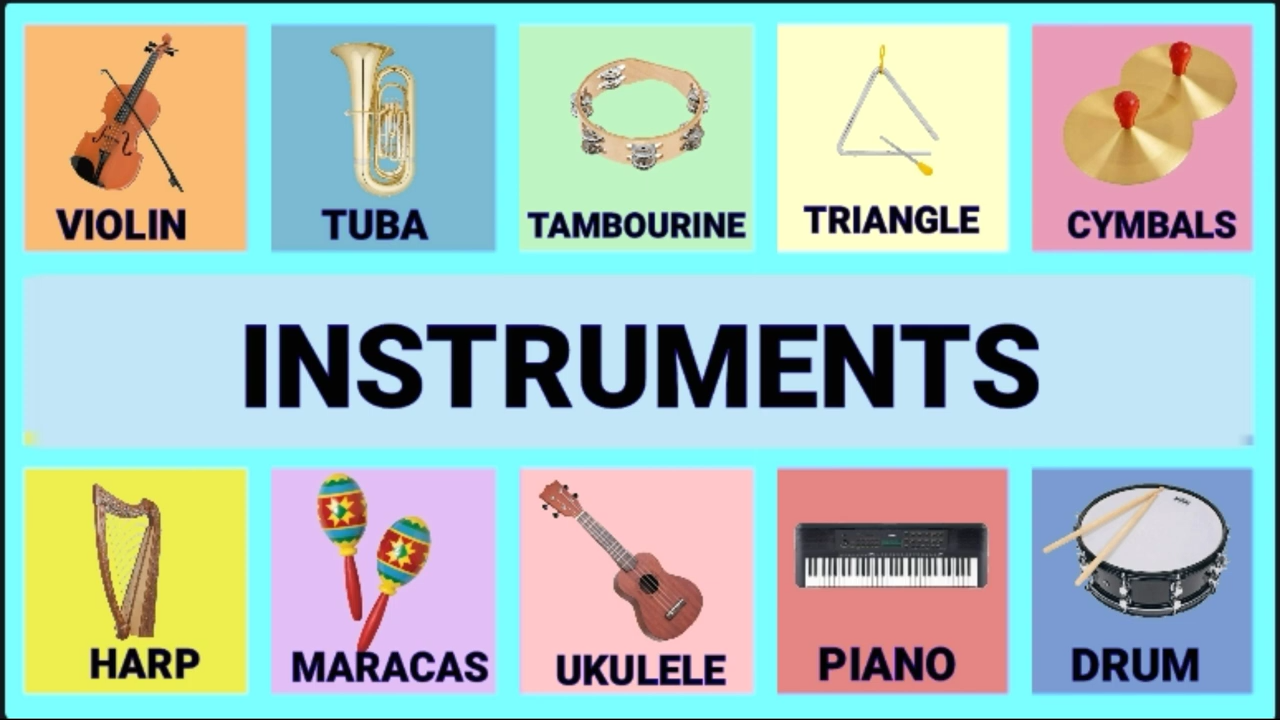 VIOLIN
TUBA
TAMBOURINE
TRIANGLE
CYMBALS
INSTRUMENTS
HARP
MARACAS
UKULELE
PIANO
DRUM